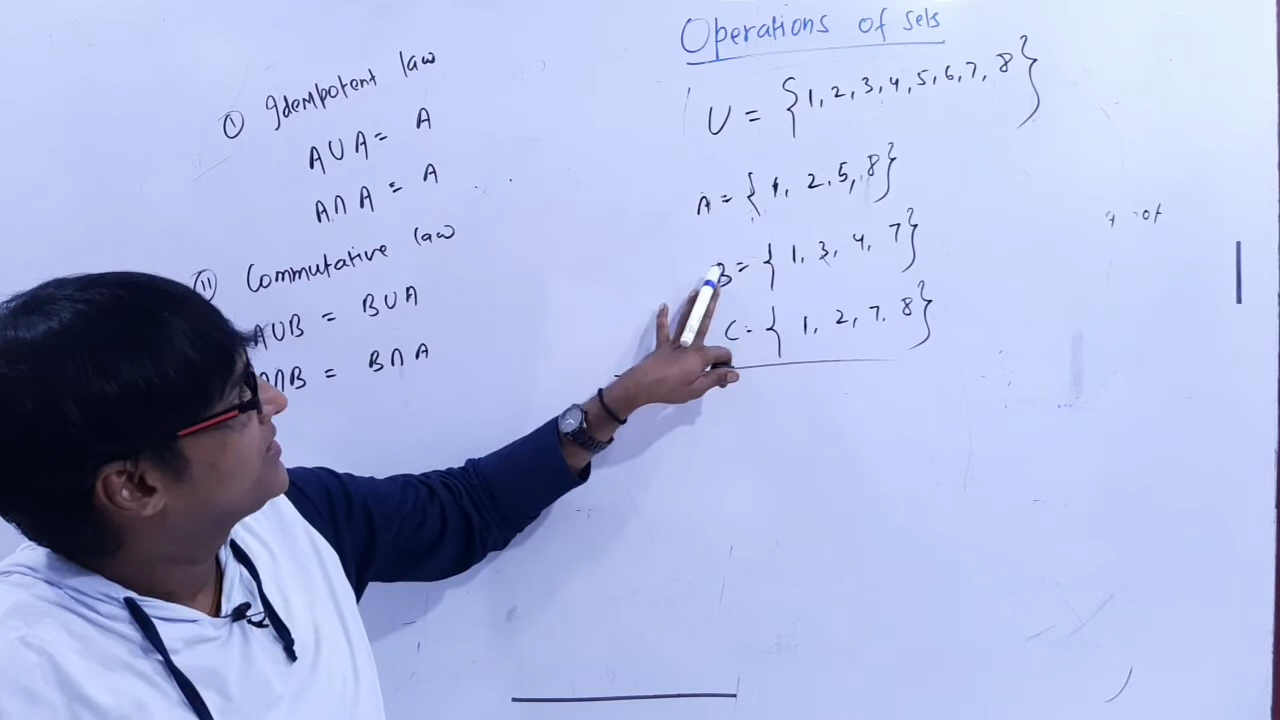 ① Idempotent law
A∪A = A
A∩A = A
② Commutative law
A∪B = B∪A
A∩B = B∩A
Operations of sets
U = {1, 2, 3, 4, 5, 6, 7, 8}
A = {1, 2, 5, 8}
B = {1, 3, 4, 7}
C = {1, 2, 7, 8}